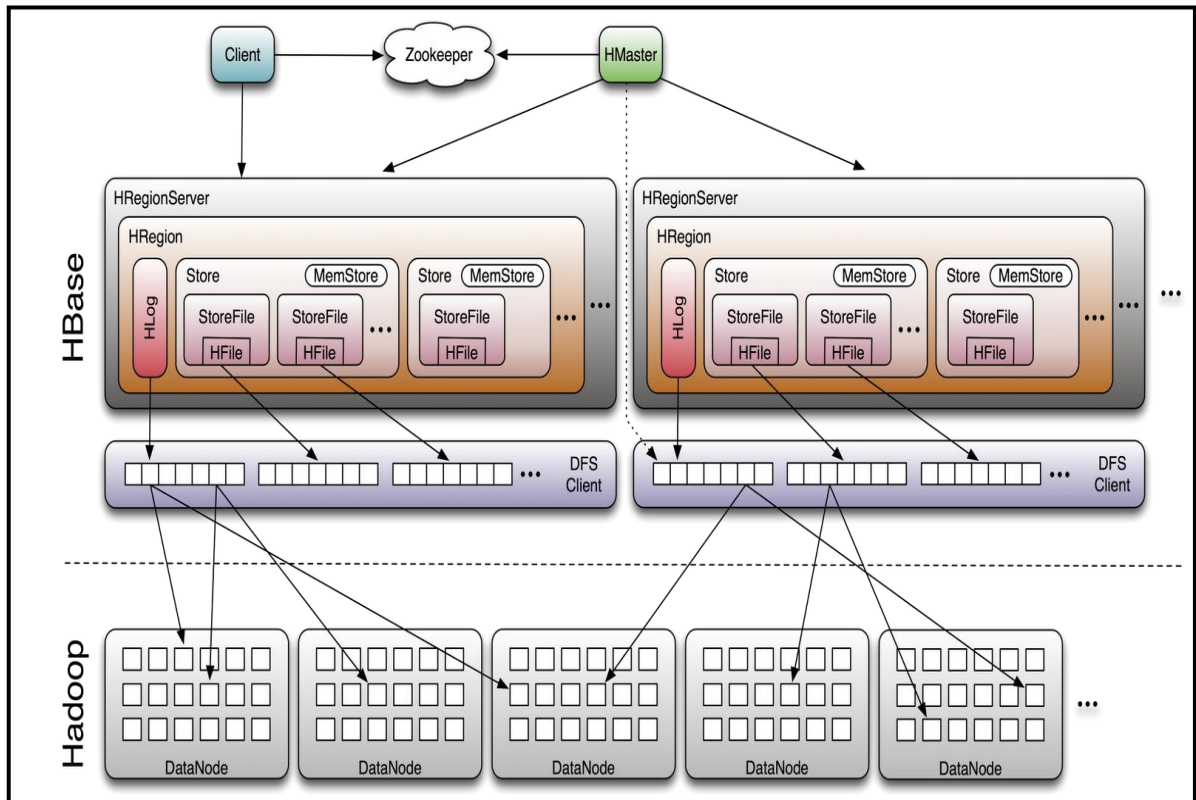 Client
Zookeeper
HMaster
HBase
HRegionServer
HRegion
HLog
Store
MemStore
StoreFile
HFile
StoreFile
HFile
...
Store
MemStore
StoreFile
HFile
...
...
HRegionServer
HRegion
HLog
Store
MemStore
StoreFile
HFile
StoreFile
HFile
...
Store
MemStore
StoreFile
HFile
...
...
...
...
DFS
Client
...
DFS
Client
Hadoop
DataNode
DataNode
DataNode
DataNode
DataNode
...